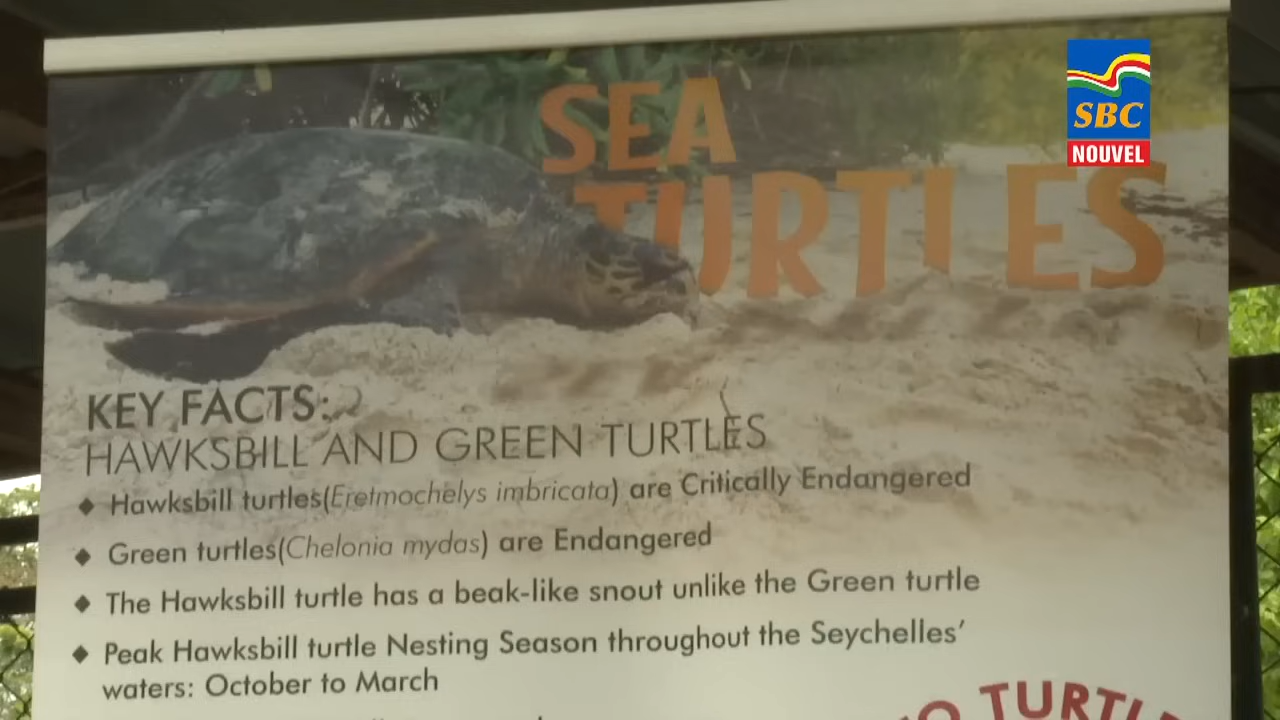 SBC
NOUVEL
SEA
TURTLES
KEY FACTS:
HAWKSBILL AND GREEN TURTLES
◆ Hawksbill turtles(Eretmochelys imbricata) are Critically Endangered
◆ Green turtles(Chelonia mydas) are Endangered
◆ The Hawksbill turtle has a beak-like snout unlike the Green turtle
◆ Peak Hawksbill turtle Nesting Season throughout the Seychelles’
waters: October to March